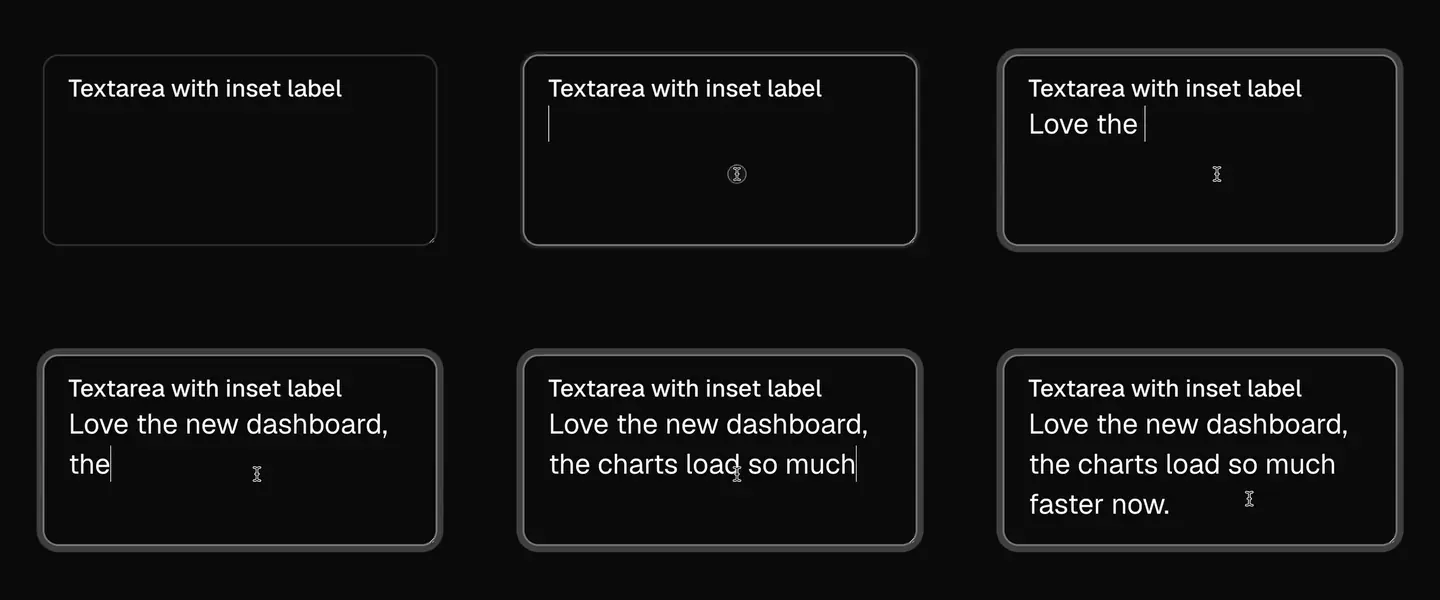 Textarea with inset label
Textarea with inset label
Textarea with inset label
Love the
Textarea with inset label
Love the new dashboard,
the
Textarea with inset label
Love the new dashboard,
the charts load so much
Textarea with inset label
Love the new dashboard,
the charts load so much
faster now.